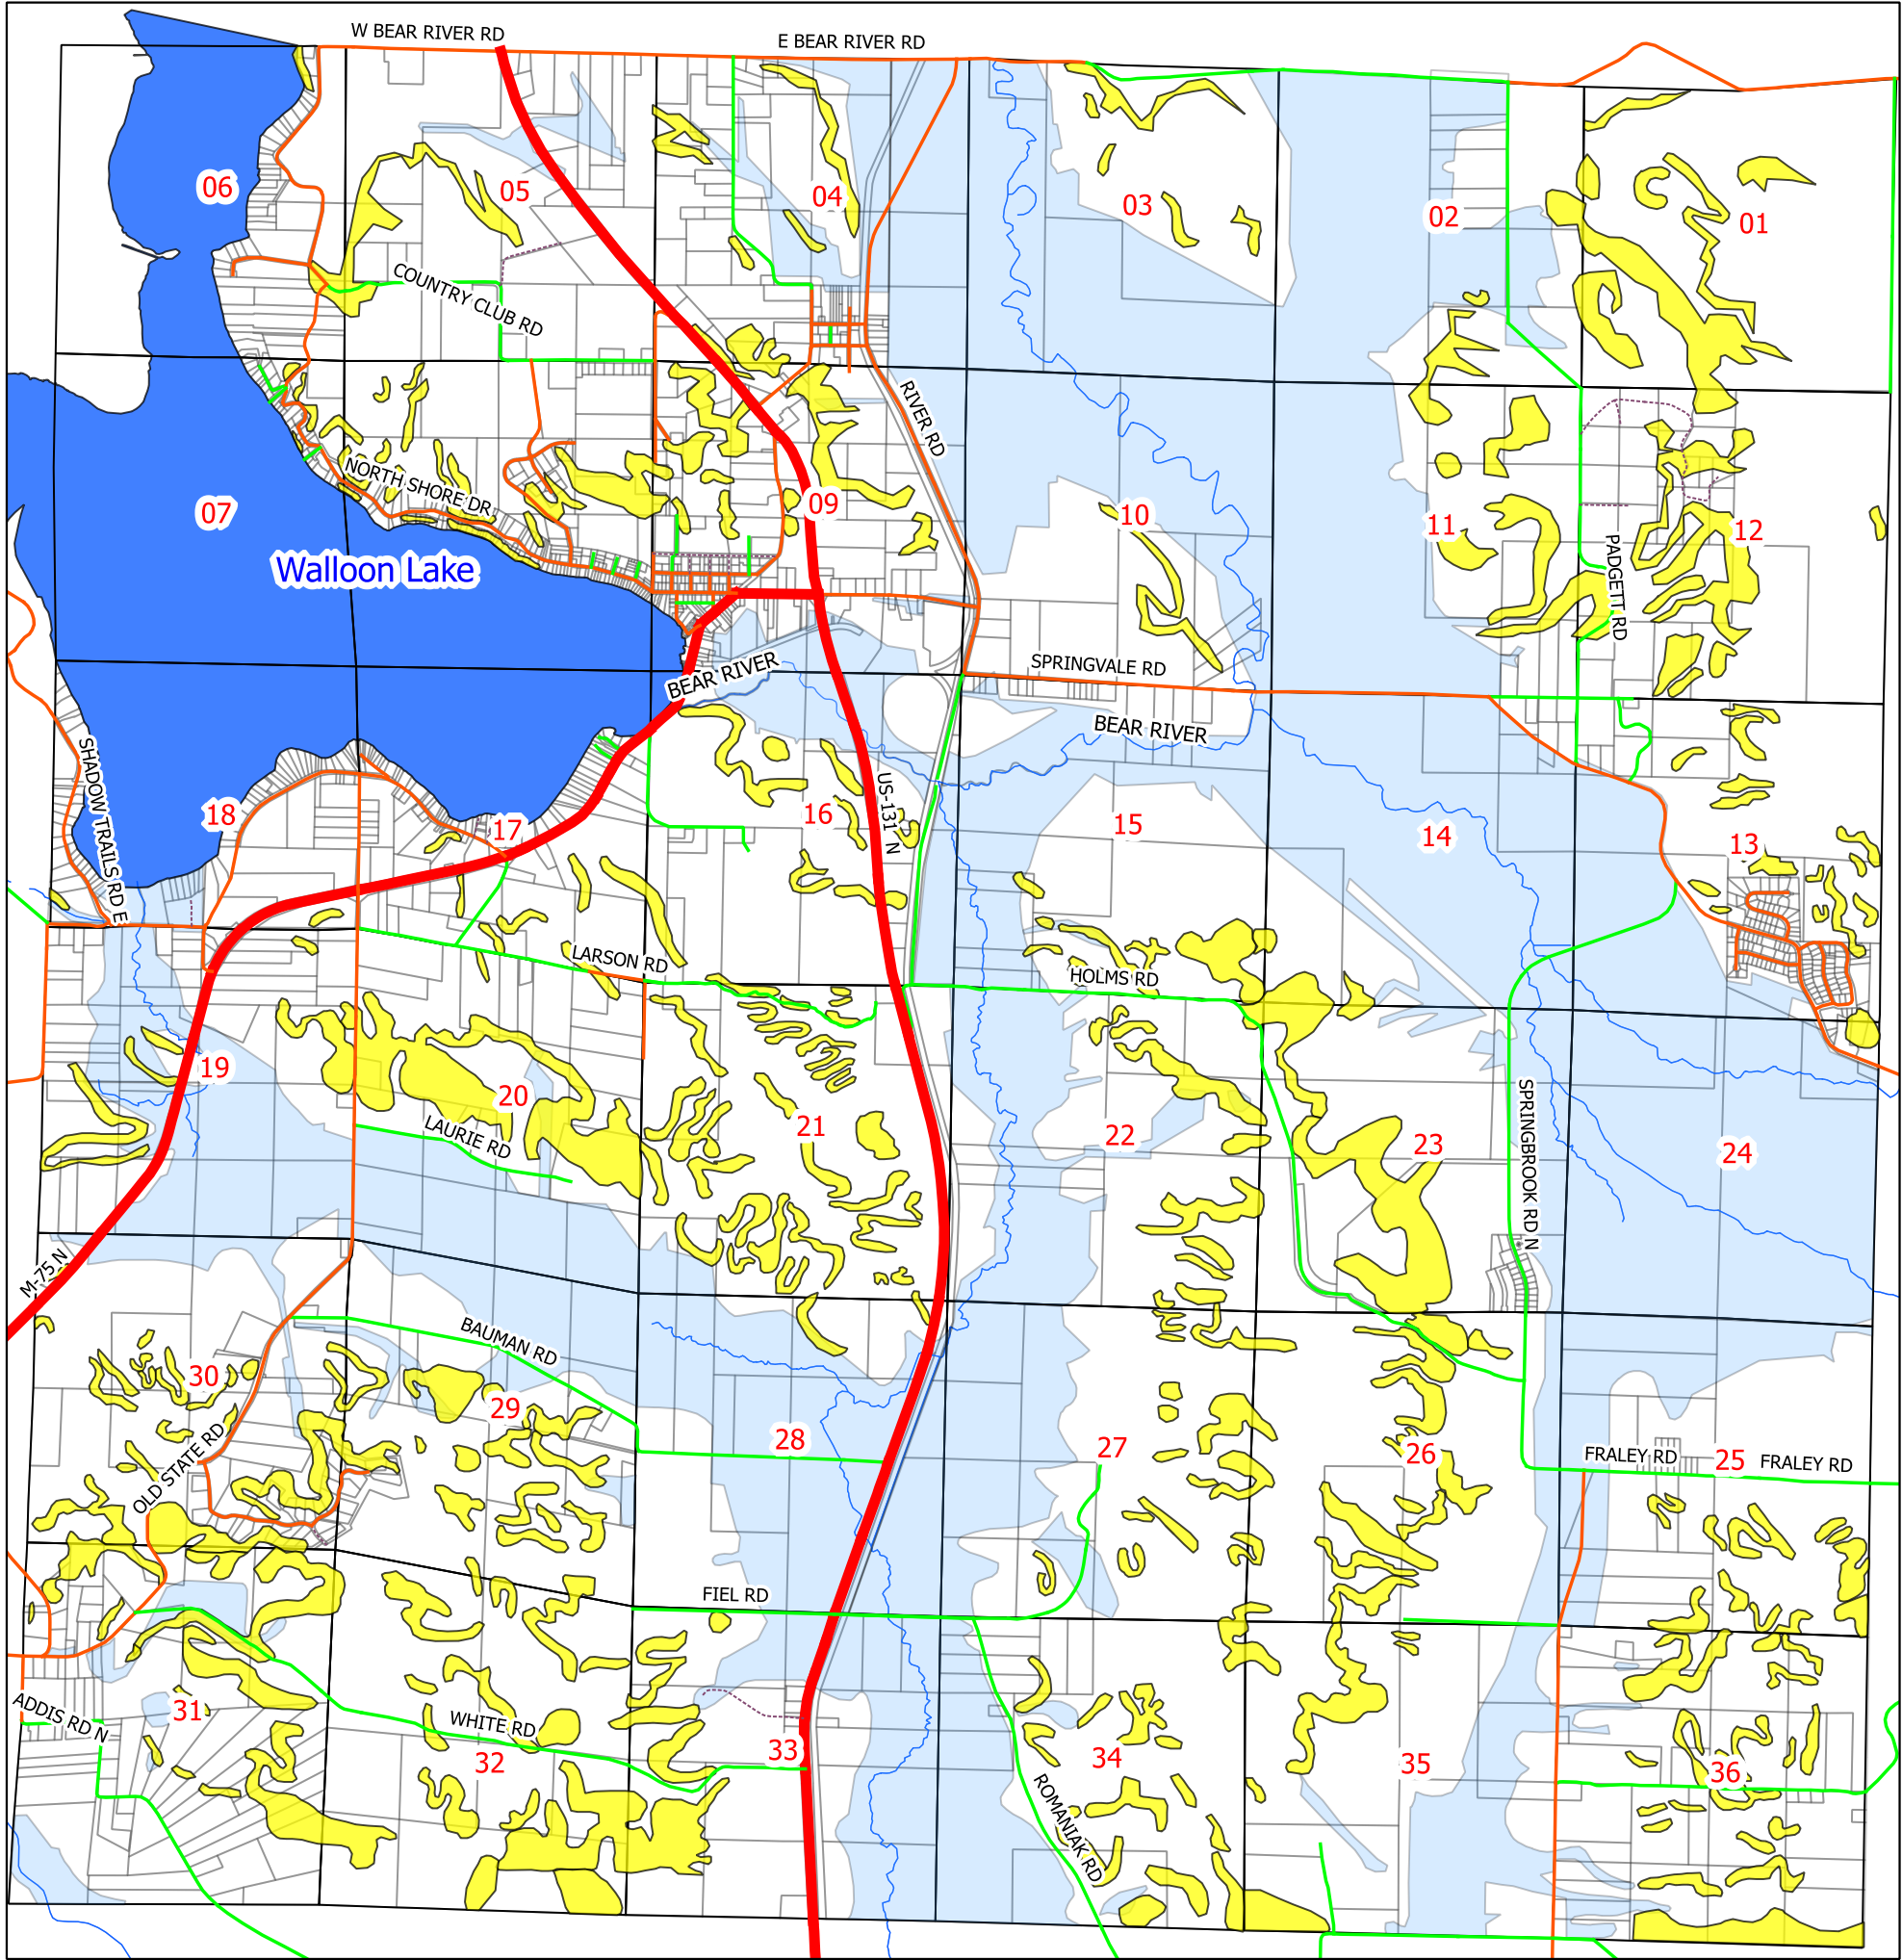 W BEAR RIVER RD
E BEAR RIVER RD
06
05
04
03
02
01
COUNTRY CLUB RD
RIVER RD
NORTH SHORE DR
07
09
10
11
12
Walloon Lake
PADGETT RD
SPRINGVALE RD
BEAR RIVER
BEAR RIVER
SHADOW TRAILS RD E
US-131 N
18
17
16
15
14
13
LARSON RD
HOLMS RD
19
20
21
22
23
24
LAURIE RD
SPRINGBROOK RD N
M-75 N
BAUMAN RD
30
29
28
27
26
25
OLD STATE RD
FRALEY RD
FRALEY RD
FIEL RD
ADDIS RD N
31
WHITE RD
32
33
34
35
36
ROMANIAK RD